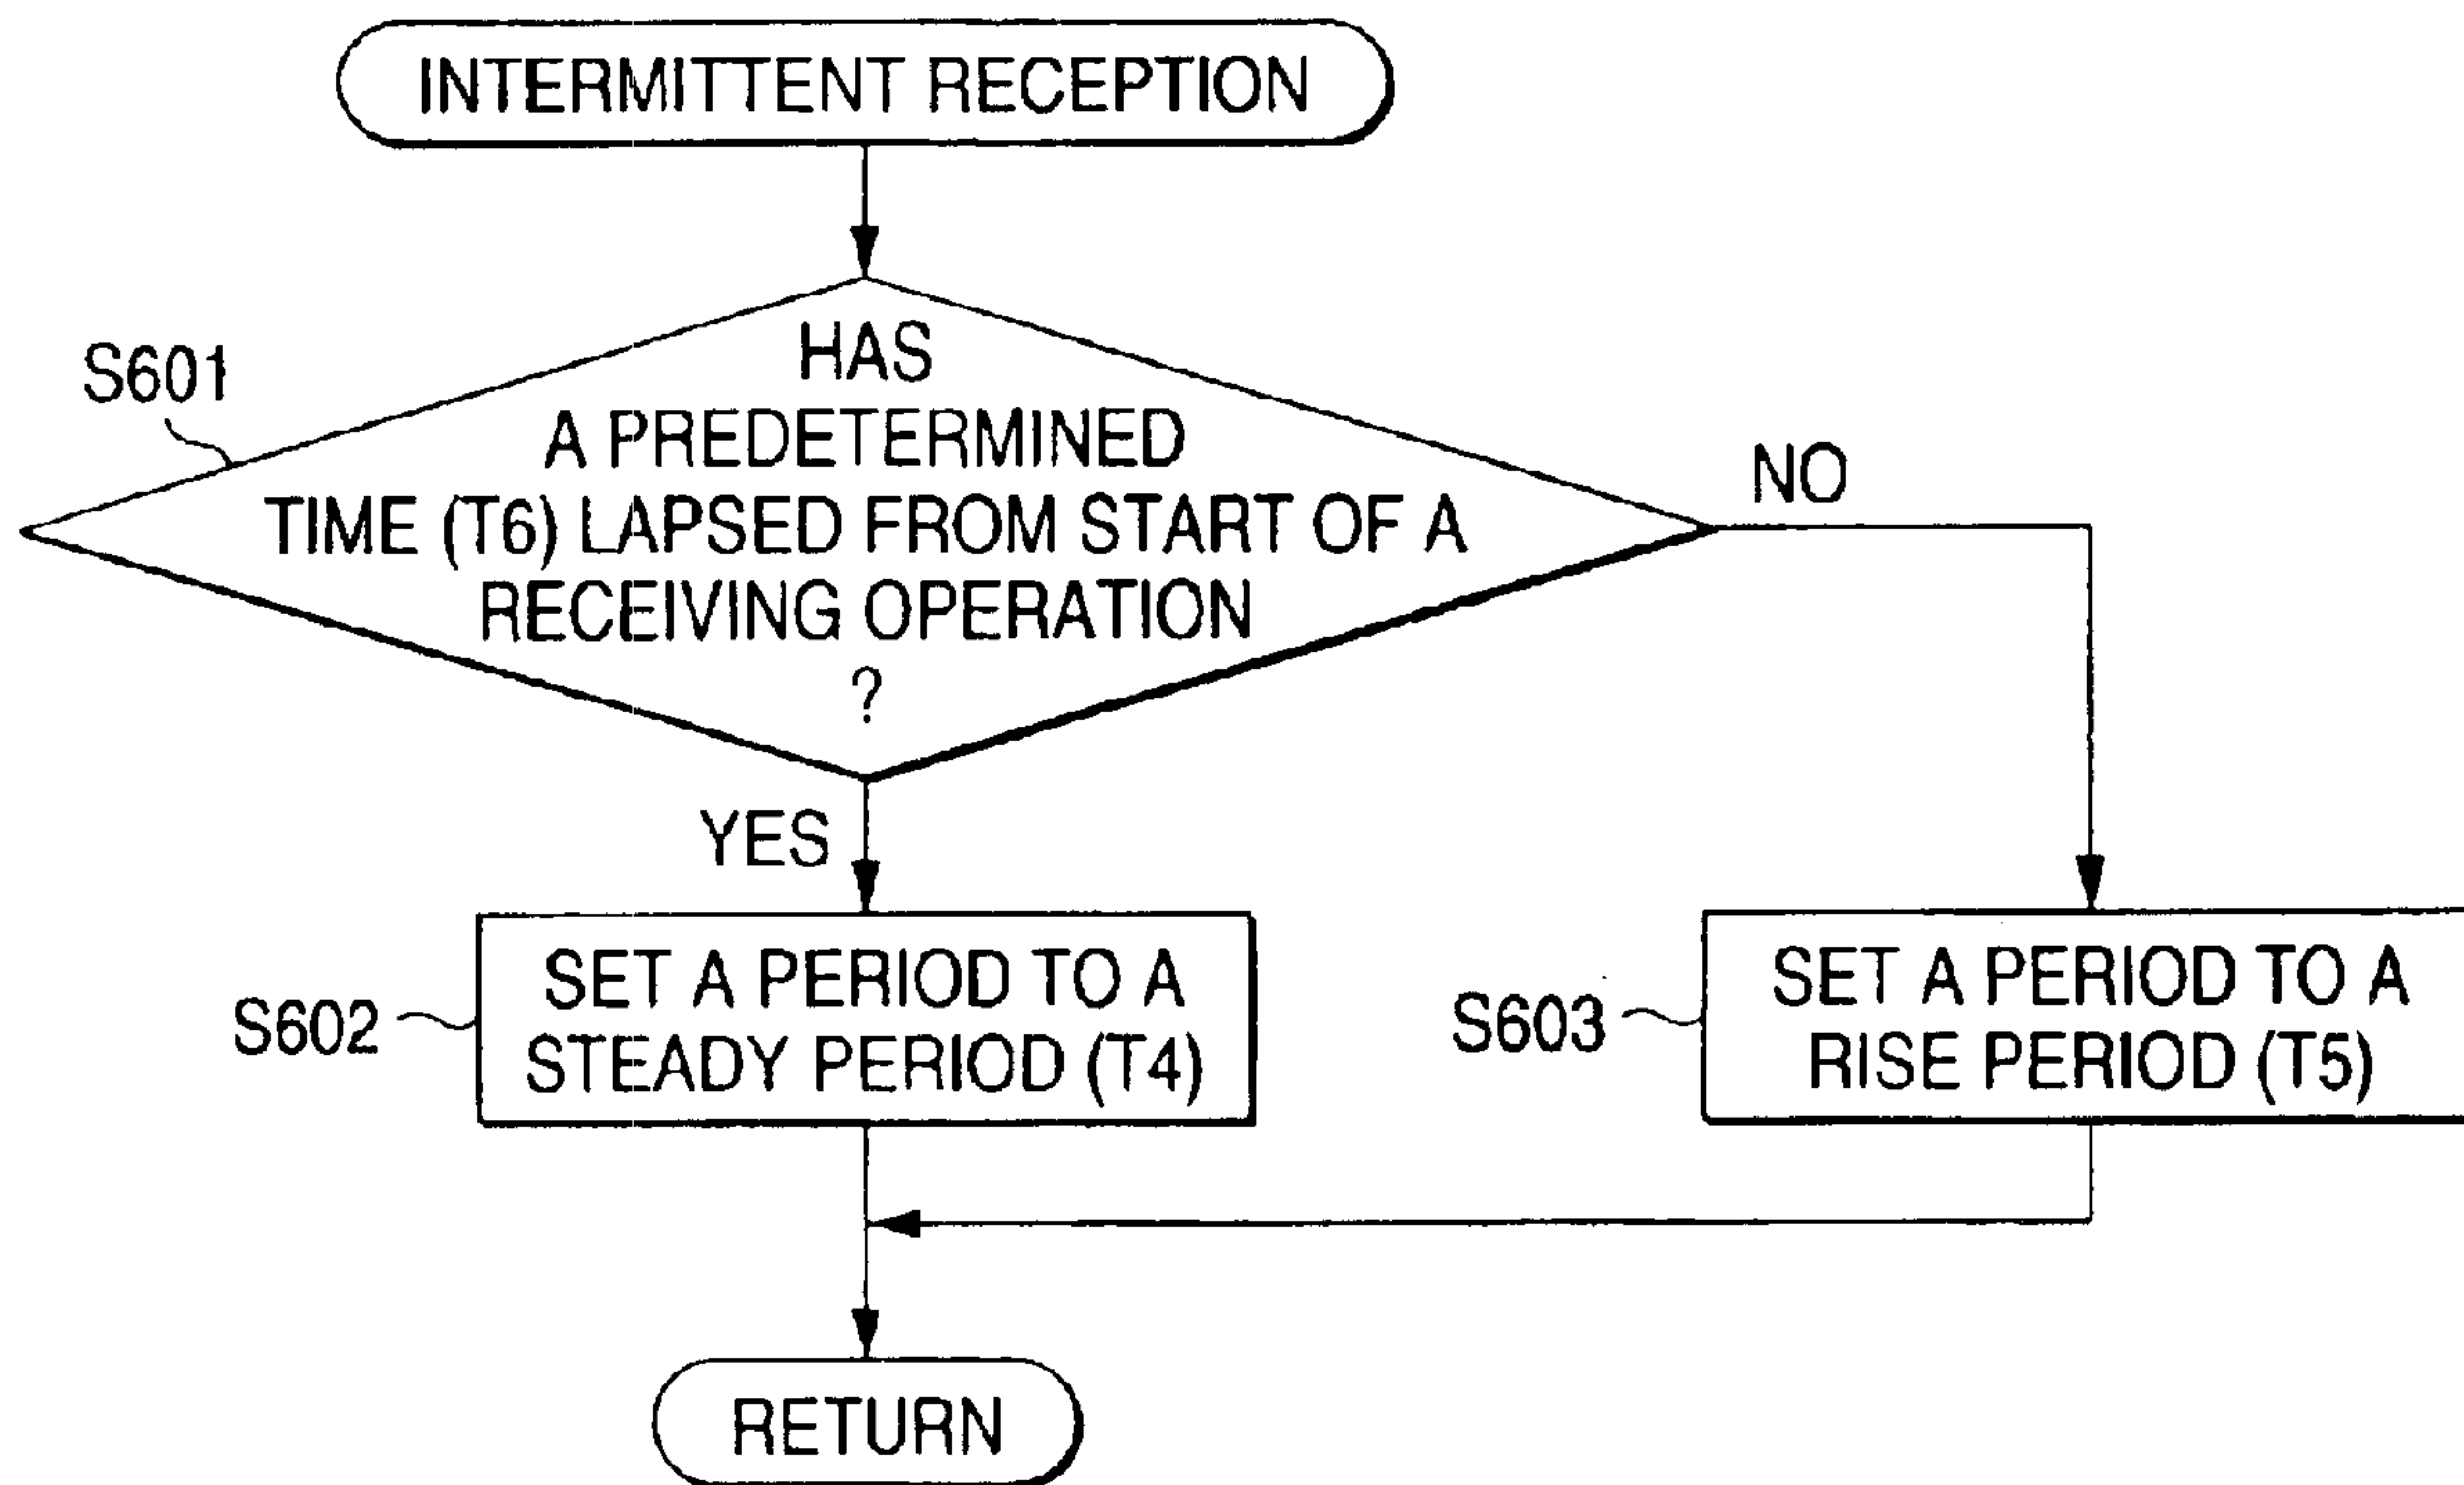 INTERMITTENT RECEPTION
S601
HAS
A PREDETERMINED
TIME (T6) LAPSED FROM START OF A
RECEIVING OPERATION
?
NO
YES
S602
SET A PERIOD TO A
STEADY PERIOD (T4)
S603
SET A PERIOD TO A
RISE PERIOD (T5)
RETURN